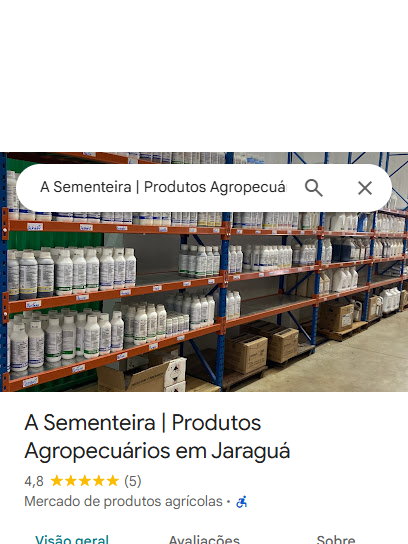 A Sementeira | Produtos Agropecuá
A Sementeira | Produtos
Agropecuários em Jaraguá
4,8 (5)
Mercado de produtos agrícolas ·
Visão geral Avaliações Sobre